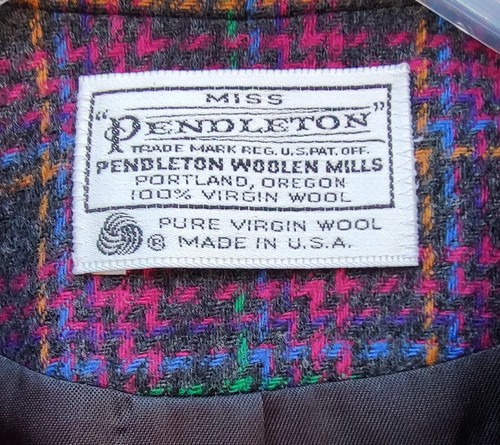 MISS
"PENDLETON"
TRADE MARK REG. U.S. PAT. OFF.
PENDLETON WOOLEN MILLS
PORTLAND, OREGON
100% VIRGIN WOOL
® PURE VIRGIN WOOL
MADE IN U.S.A.